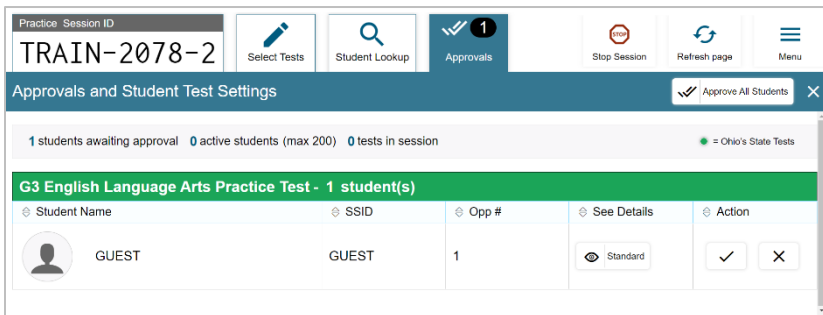 Practice Session ID
TRAIN-2078-2
Select Tests
Student Lookup
1
Approvals
STOP
Stop Session
Refresh page
Menu
Approvals and Student Test Settings
Approve All Students
1 students awaiting approval 0 active students (max 200) 0 tests in session
= Ohio's State Tests
G3 English Language Arts Practice Test - 1 student(s)
Student Name SSID Opp # See Details Action
GUEST GUEST 1 Standard